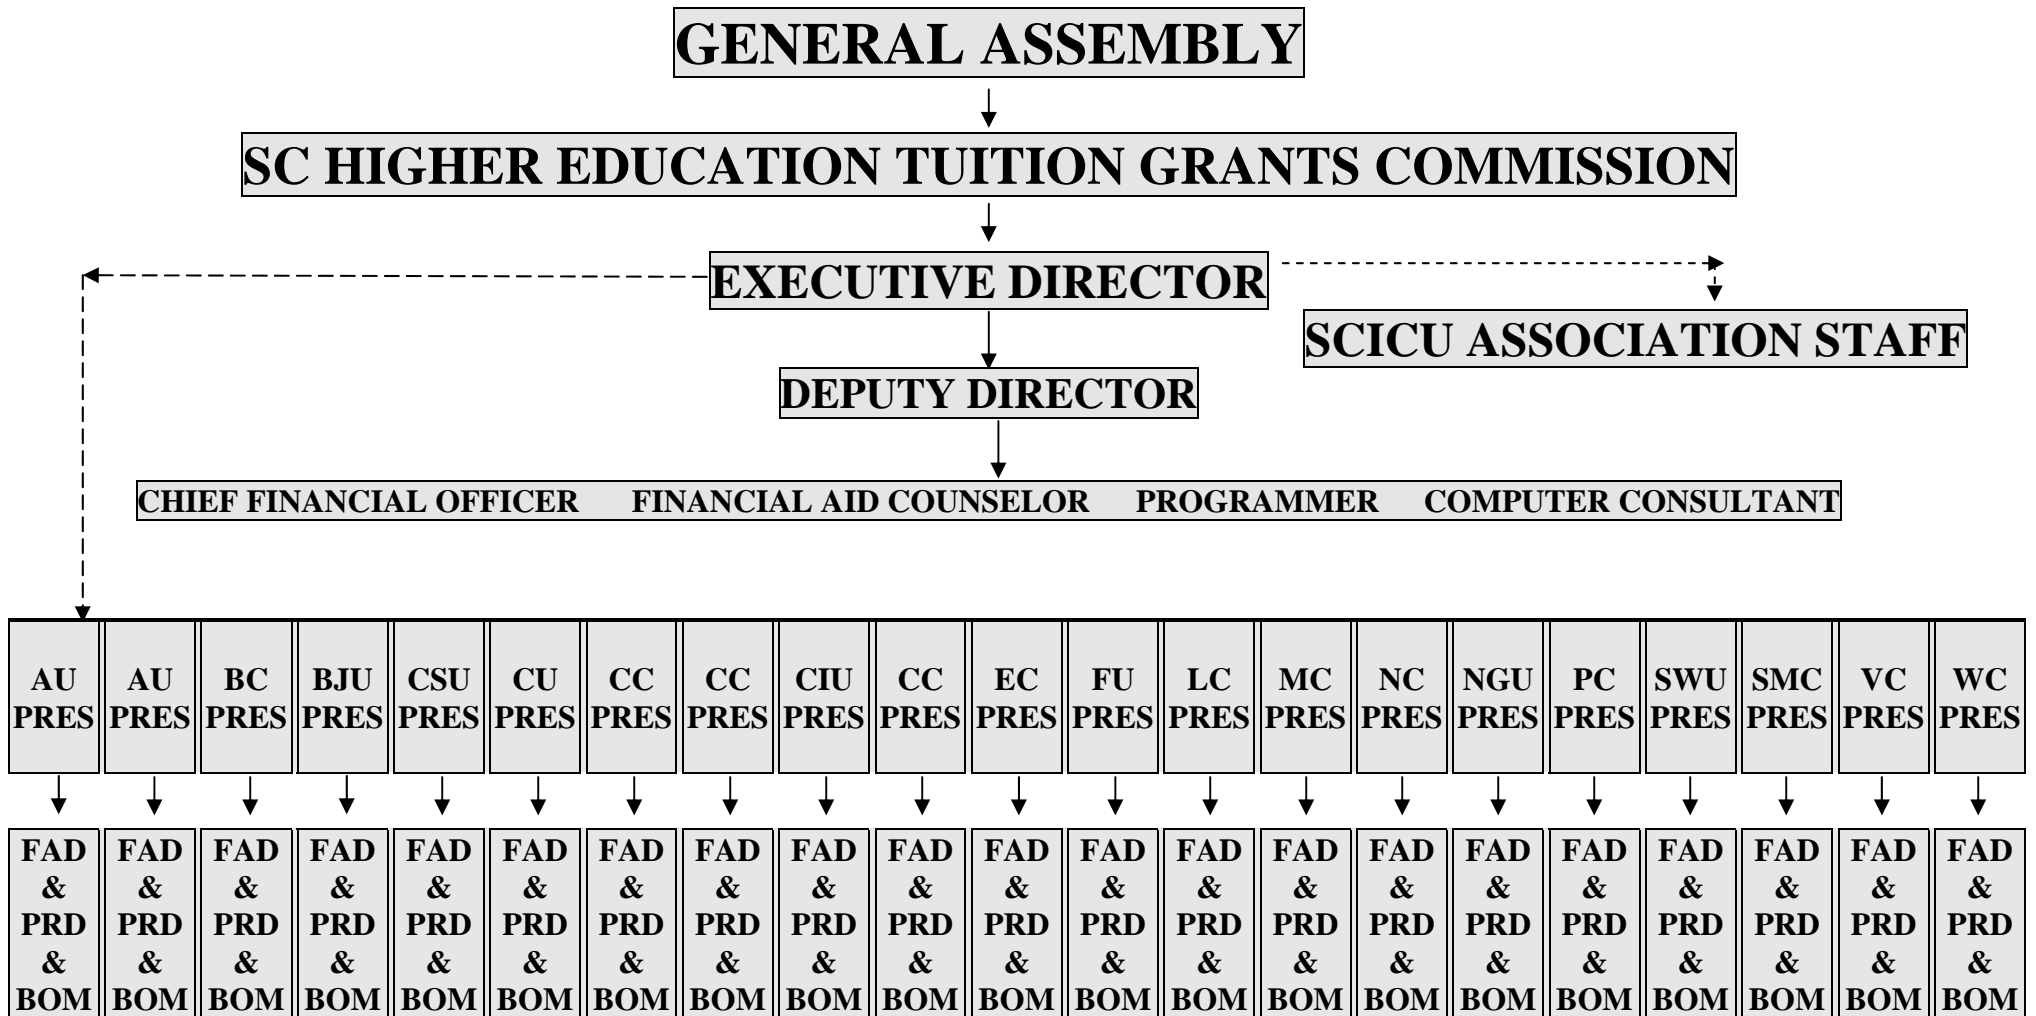 GENERAL ASSEMBLY
SC HIGHER EDUCATION TUITION GRANTS COMMISSION
EXECUTIVE DIRECTOR
SCICU ASSOCIATION STAFF
DEPUTY DIRECTOR
CHIEF FINANCIAL OFFICER FINANCIAL AID COUNSELOR PROGRAMMER COMPUTER CONSULTANT
AU AU BC BJU CSU CU CC CC CIU CC EC FU LC MC NC NGU PC SWU SMC VC WC
PRES PRES PRES PRES PRES PRES PRES PRES PRES PRES PRES PRES PRES PRES PRES PRES PRES PRES PRES PRES PRES
FAD FAD FAD FAD FAD FAD FAD FAD FAD FAD FAD FAD FAD FAD FAD FAD FAD FAD FAD FAD FAD
& & & & & & & & & & & & & & & & & & & & &
PRD PRD PRD PRD PRD PRD PRD PRD PRD PRD PRD PRD PRD PRD PRD PRD PRD PRD PRD PRD PRD
& & & & & & & & & & & & & & & & & & & & &
BOM BOM BOM BOM BOM BOM BOM BOM BOM BOM BOM BOM BOM BOM BOM BOM BOM BOM BOM BOM BOM